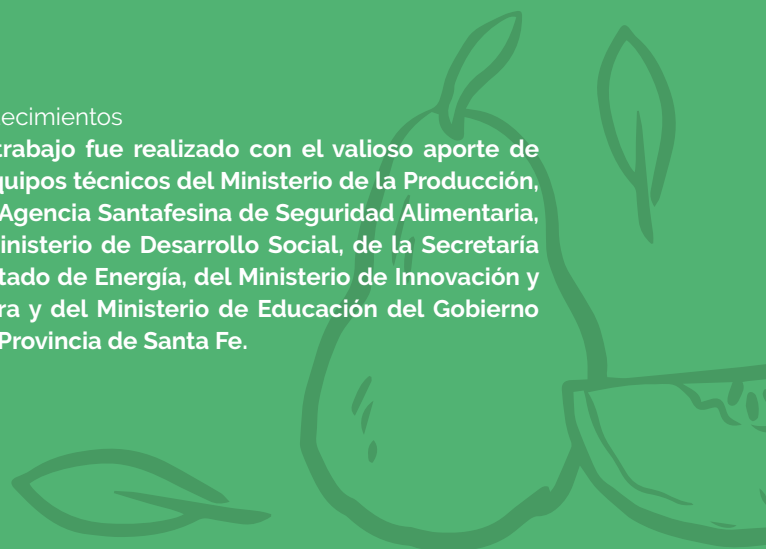 ecimientos
trabajo fue realizado con el valioso aporte de
quipos técnicos del Ministerio de la Producción,
Agencia Santafesina de Seguridad Alimentaria,
inisterio de Desarrollo Social, de la Secretaría
tado de Energía, del Ministerio de Innovación y
ra y del Ministerio de Educación del Gobierno
Provincia de Santa Fe.